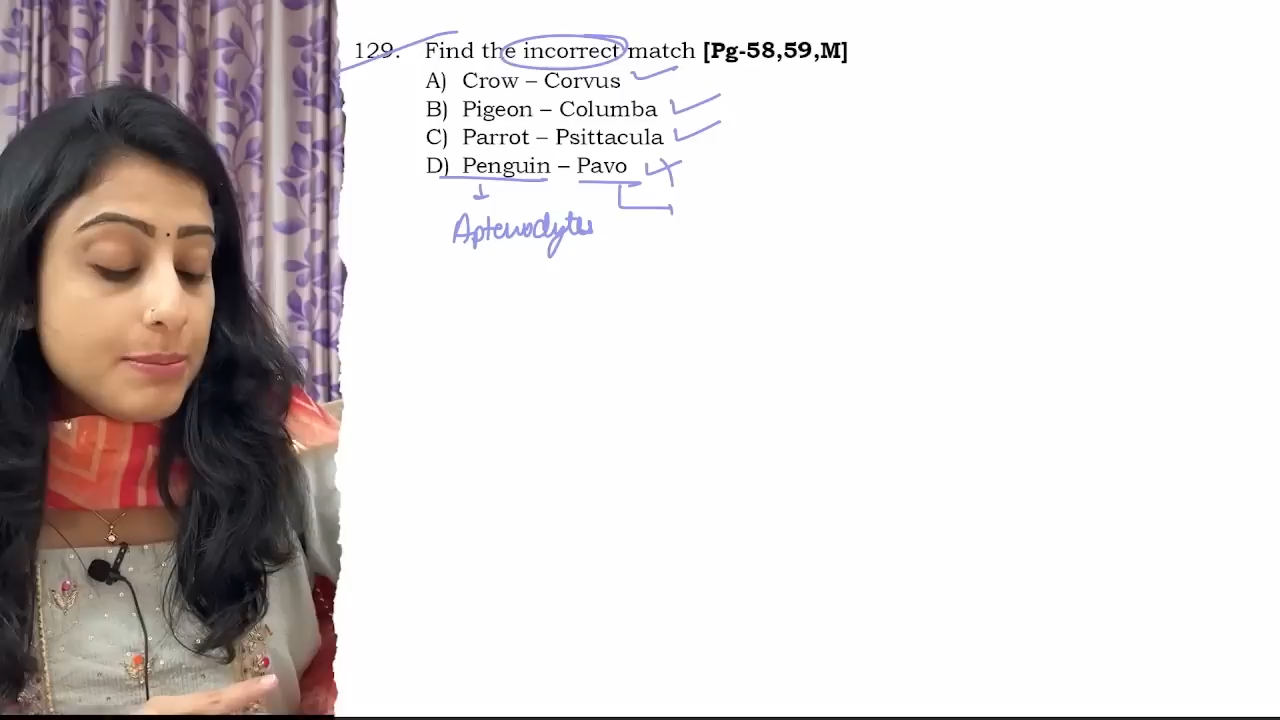 129. Find the incorrect match [Pg-58,59,M]
A) Crow – Corvus
B) Pigeon – Columba
C) Parrot – Psittacula
D) Penguin – Pavo
Aptenodytes